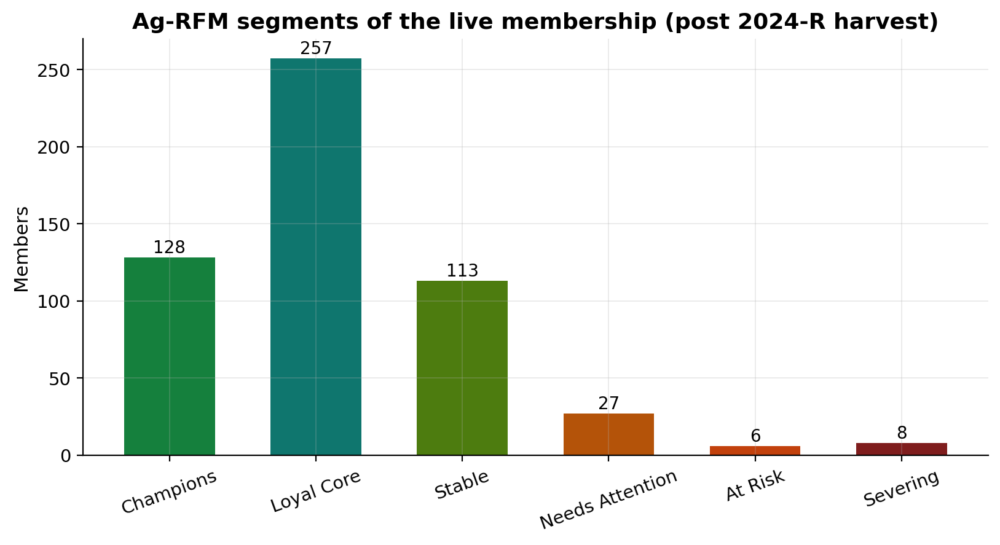 Ag-RFM segments of the live membership (post 2024-R harvest)
Members
250
200
150
100
50
0
128
257
113
27
6
8
Champions
Loyal Core
Stable
Needs Attention
At Risk
Severing